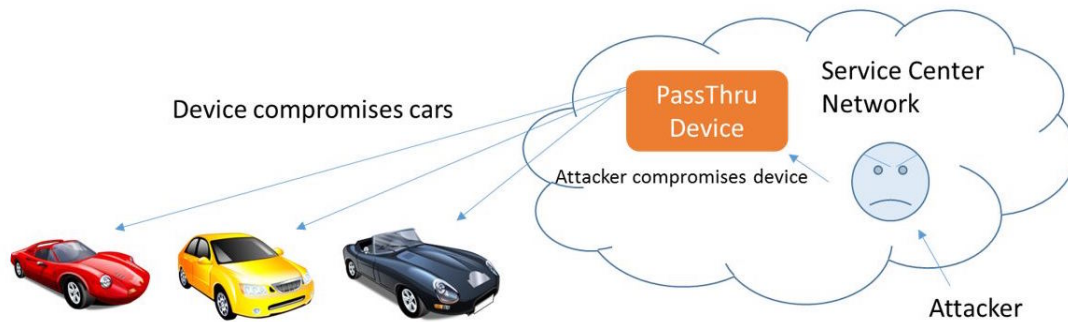 Device compromises cars
PassThru
Device
Service Center
Network
Attacker compromises device
Attacker